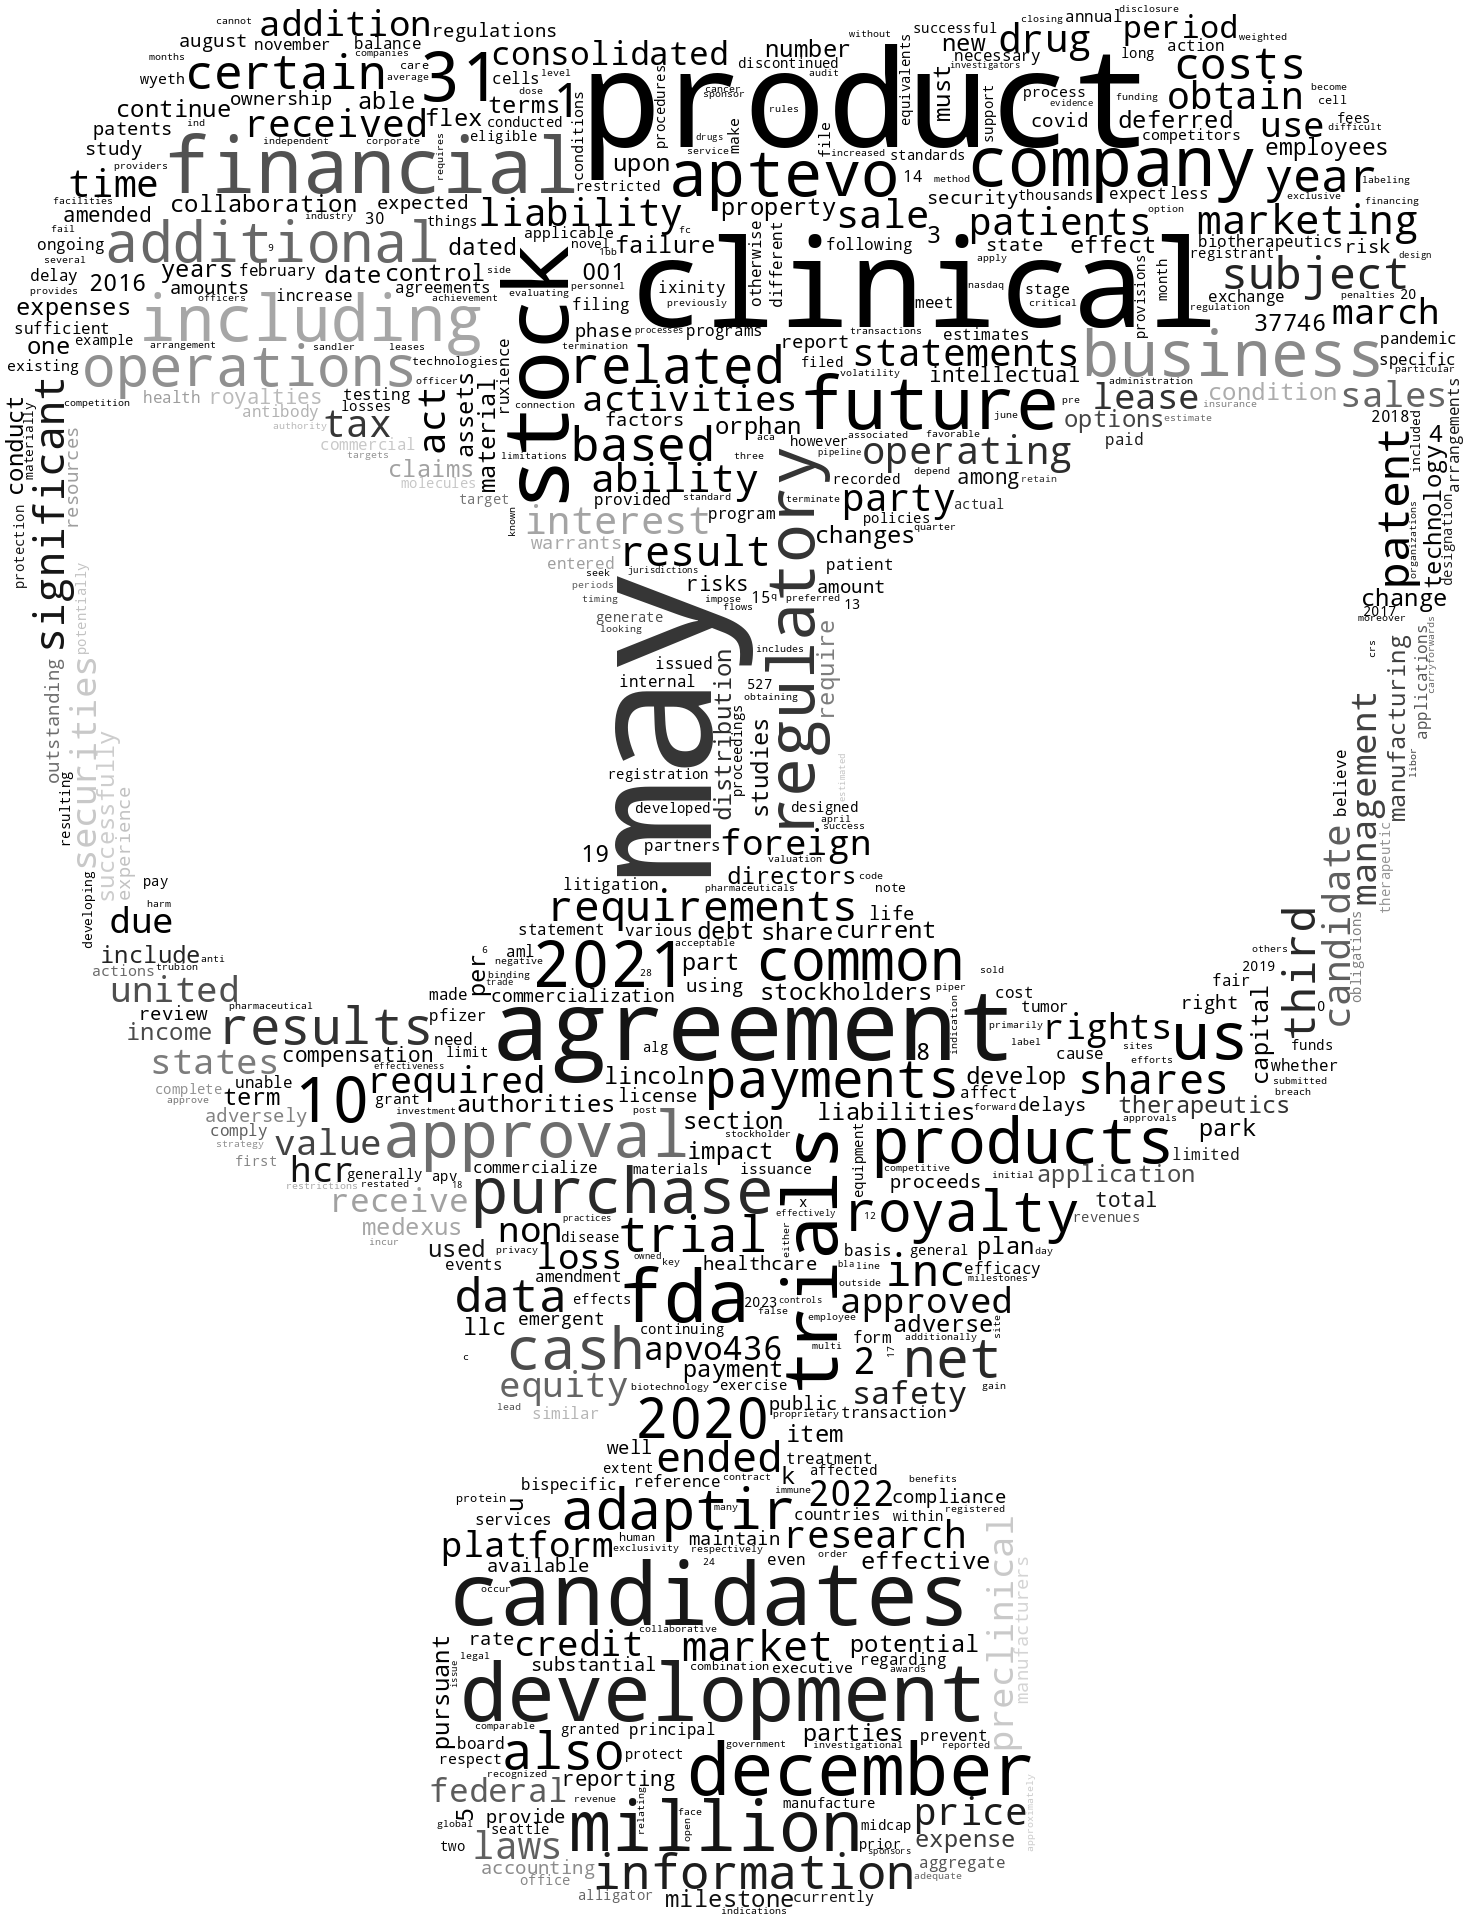 cannot addition regulations successful closing annual disclosure period weighted
august november balance companies consolidated number without new drug action
months wyeth certain care average 31 cells level discontinued necessary long costs
continue ownership able terms dose 1 product audit investigators process obtain become
patents ind received flex conducted conditions procedures cancer sponsor rules equivalents must support evidence funding covid deferred cell use fees difficult
study independent corporate requires eligible drugs service make file increased standards competitors employees
providers financial upon aptevo 14 method company year labeling
time facilities restricted security thousands expect less exclusive financing
amended collaboration industry 30 expected things liability property sale 3 patients option marketing
fail ongoing several additional 9 dated applicable novel lbb failure fc otherwise different following state apply effect biotherapeutics registrant risk design
delay provides 2016 years february date control side stock 001 personnel ixinity clinical nasdaq stage critical provisions month subject penalties 20
expenses amounts officers increase agreements achievement evaluating filing previously meet exchange regulation
sufficient example including phase processes programs transactions estimates 37746 march
one arrangement sandler leases termination report statements business pandemic
existing operations technologies ruxience related filed volatility intellectual administration specific particular
competition health royalties testing officer assets material connection activities future pre lease condition insurance sales
significant conduct materially resources antibody losses act factors orphan june options estimate 2018 included arrangements
authority tax commercial targets claims limitations based aca three however associated favorable pipeline operating paid patent 4
protection molecules target known ability provided standard regulatory recorded depend among retain technology
interest program terminate party actual organizations designation
warrants result policies quarter changes
entered seek jurisdictions risks patient
periods timing impose flows 15 q preferred amount 13 change 2017 moreover
generate looking may includes require crs carryforwards
potentially issued distribution manufacturing applications
outstanding securities internal 527 obtaining
proceedings studies management libor
resulting successfully registration estimated believe
experience developed designed april success
19 partners foreign valuation candidate therapeutic
developing pay litigation directors code
harm pharmaceuticals note
due requirements life third
include anti statement various debt share current others
actions trubion 6 aml negative acceptable 2019 obligations
united per binding trade 2021 28 part common sold fair
pharmaceutical made commercialization using stockholders piper cost right 0
review pfizer indication tumor capital
income results need agreement primarily label rights us funds
states compensation effectiveness limit alg 8 cause sites efforts whether
complete approve unable required lincoln payments develop shares submitted
term 10 grant investment authorities license affect forward delays therapeutics breach
adversely comply strategy value approval post section stockholder liabilities approvals park
first hcr generally apv 18 commercialize impact materials issuance trials equipment products limited
restrictions restated receive purchase x effectively competitive proceeds initial application
medexus practices 12 royalty total revenues
incur used non privacy disease trial either basis general plan day
events loss owned key healthcare bla line inc efficacy milestones
amendment outside
data effects fda 2023 false controls approved
llc emergent continuing employee adverse site
c cash apvo436 multi form additionally 17
payment 2 net
equity biotechnology exercise safety gain
lead similar 2020 public proprietary transaction
item
well ended treatment
extent k affected
bispecific reference contract immune benefits
protein u adaptir many 2022 compliance registered
services countries within
platform human maintain research
exclusivity respectively preclinical
available 24 even order effective
occur candidates manufacturers
collaborative
rate credit market potential
legal regarding
pursuant issue substantial combination executive awards
development
comparable granted principal parties prevent
board also government investigational reported
respect protect
recognized reporting december
federal approximately
revenue relating face manufacture price
5 provide million open
global seattle midcap
two laws prior expense
sponsors
accounting information aggregate
office adequate
alligator milestone currently
indications